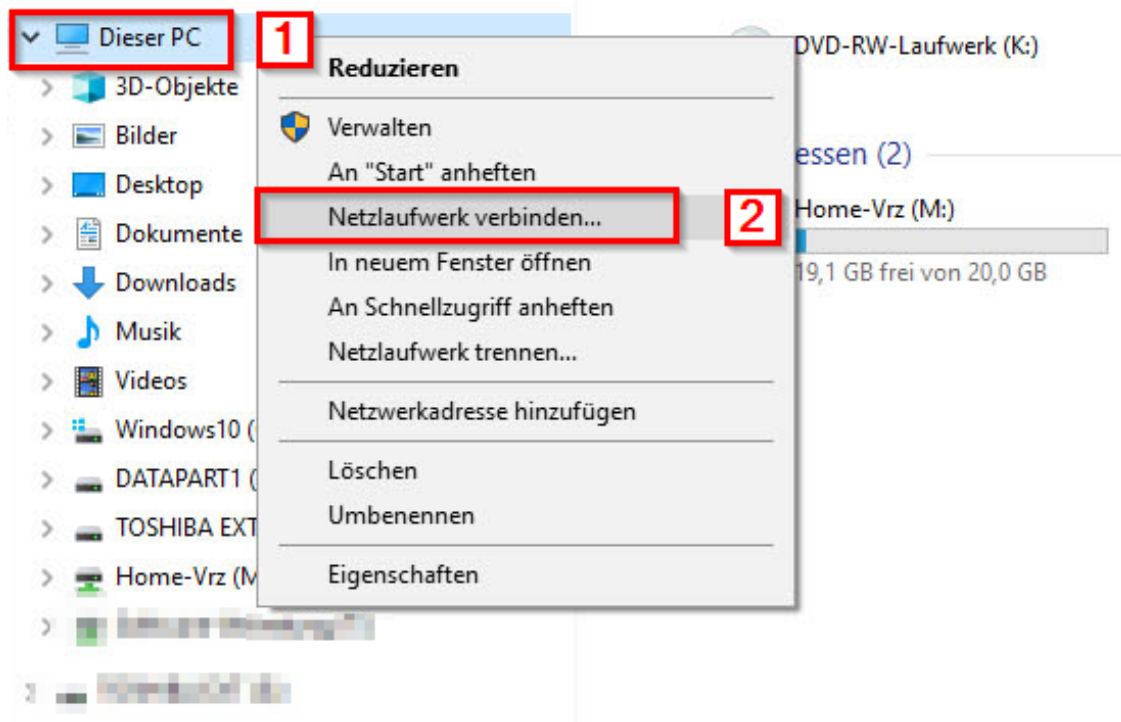 Dieser PC
1
3D-Objekte
Bilder
Desktop
Dokumente
Downloads
Musik
Videos
Windows10 (
DATAPART1 (
TOSHIBA EXT
Home-Vrz (M
Reduzieren
Verwalten
An "Start" anheften
Netzlaufwerk verbinden...
2
In neuem Fenster öffnen
An Schnellzugriff anheften
Netzlaufwerk trennen...
Netzwerkadresse hinzufügen
Löschen
Umbenennen
Eigenschaften
DVD-RW-Laufwerk (K:)
essen (2)
Home-Vrz (M:)
19,1 GB frei von 20,0 GB